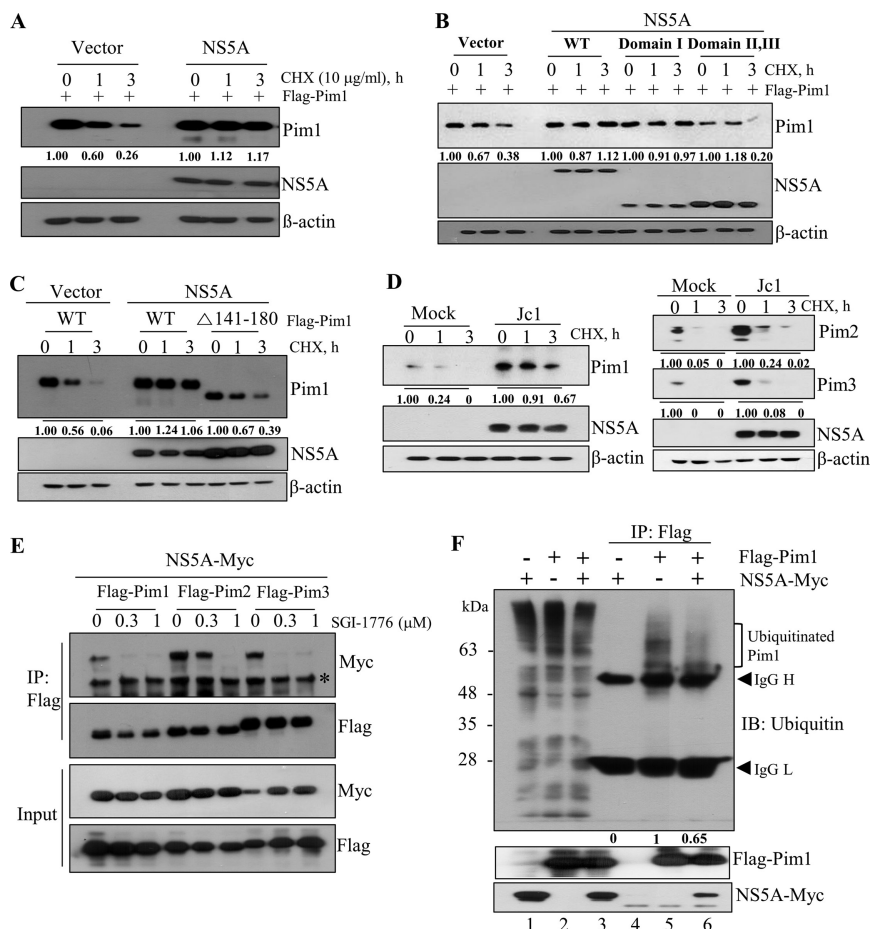 A
Vector NS5A
0 1 3 0 1 3 CHX (10 μg/ml), h
+ + + + + + Flag-Pim1
Pim1
1.00 0.60 0.26 1.00 1.12 1.17
NS5A
ß-actin
B
NS5A
Vector WT Domain I Domain II,III
0 1 3 0 1 3 0 1 3 0 1 3 CHX, h
+ + + + + + + + + + + + Flag-Pim1
Pim1
1.00 0.67 0.38 1.00 0.87 1.12 1.00 0.91 0.97 1.00 1.18 0.20
NS5A
β-actin
C
Vector NS5A
WT WT △141-180 Flag-Pim1
0 1 3 0 1 3 0 1 3 CHX, h
Pim1
1.00 0.56 0.06 1.00 1.24 1.06 1.00 0.67 0.39
NS5A
β-actin
D
Mock Jc1
0 1 3 0 1 3 CHX, h
Pim1
1.00 0.24 0 1.00 0.91 0.67
NS5A
β-actin
Mock Jc1
0 1 3 0 1 3 CHX, h
Pim2
1.00 0.05 0 1.00 0.24 0.02
Pim3
1.00 0 0 1.00 0.08 0
NS5A
β-actin
E
NS5A-Myc
Flag-Pim1 Flag-Pim2 Flag-Pim3
0 0.3 1 0 0.3 1 0 0.3 1 SGI-1776 (μM)
IP:
Flag
Myc
*
Flag
Input
Myc
Flag
F
IP: Flag
- + + - + + Flag-Pim1
+ - + + - + NS5A-Myc
kDa
63 -
48 -
35 -
28 -
Ubiquitinated
Pim1
IgG H
IB: Ubiquitin
IgG L
0 1 0.65
Flag-Pim1
NS5A-Myc
1 2 3 4 5 6